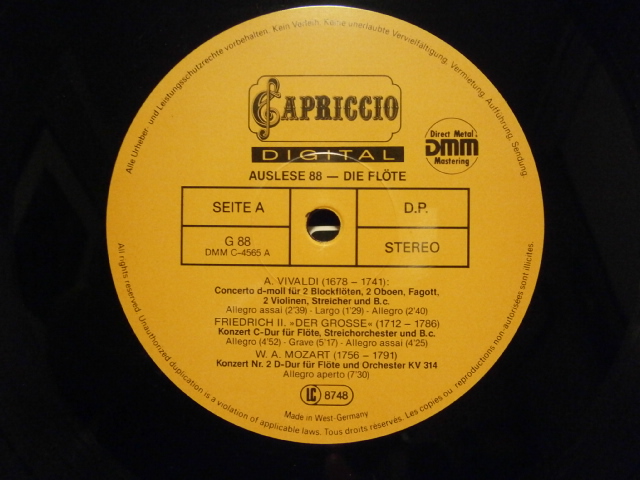 Alle Urheber- und Leistungsschutzrechte vorbehalten. Kein Verleih. Keine unerlaubte Vervielfältigung, Vermietung, Aufführung, Sendung.
CAPRICCIO
DIGITAL
Direct Metal
DMM
Mastering
AUSLESE 88 — DIE FLÖTE
SEITE A
D.P.
G 88
DMM C-4565 A
STEREO
A. VIVALDI (1678 – 1741):
Concerto d-moll für 2 Blockflöten, 2 Oboen, Fagott,
2 Violinen, Streicher und B.c.
Allegro assai (2'39) - Largo (1'29) - Allegro (2'40)
FRIEDRICH II. »DER GROSSE« (1712 – 1786)
Konzert C-Dur für Flöte, Streichorchester und B.c.
Allegro (4'52) - Grave (5'17) - Allegro assai (4'25)
W. A. MOZART (1756 – 1791)
Konzert Nr. 2 D-Dur für Flöte und Orchester KV 314
Allegro aperto (7'30)
LC 8748
Made in West-Germany
All rights reserved. Unauthorized duplication is a violation of applicable laws. Tous droits réservés. Les copies ou reproductions non-autorisées sont illicites.